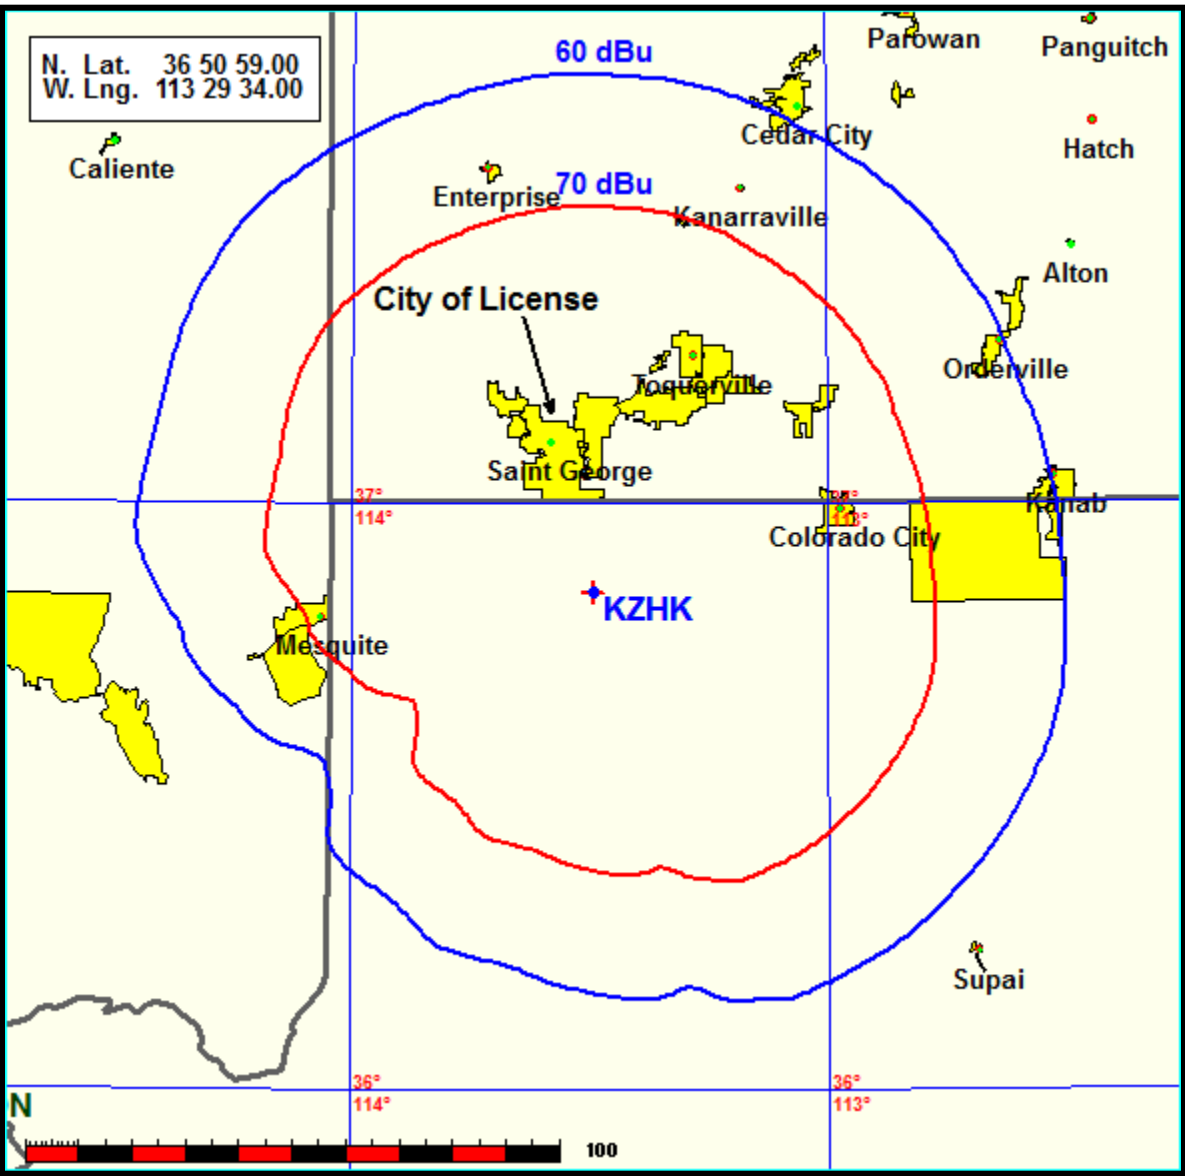 60 dBu
Parowan
Panguitch
N. Lat. 36 50 59.00
W. Lng. 113 29 34.00
Cedar City
Hatch
Caliente
Enterprise
70 dBu
Kanarraville
Alton
City of License
Orderville
Toquerville
Saint George
37°
114°
37°
113°
Kanab
Colorado City
KZHK
Mesquite
Supai
36°
114°
36°
113°
N
100